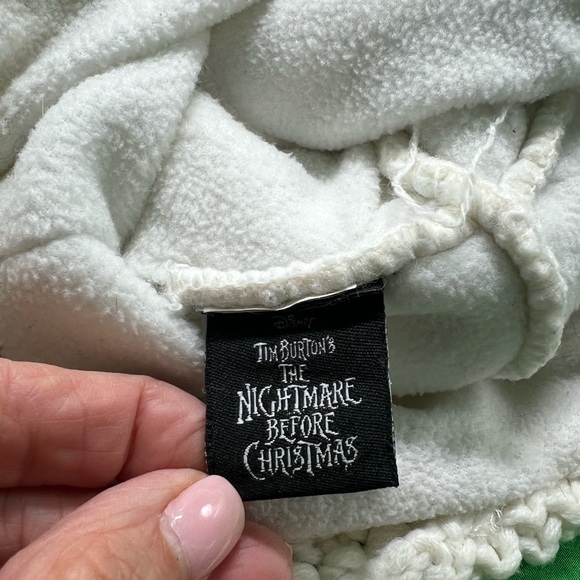 TIM BURTON'S
THE
NIGHTMARE
BEFORE
CHRISTMAS